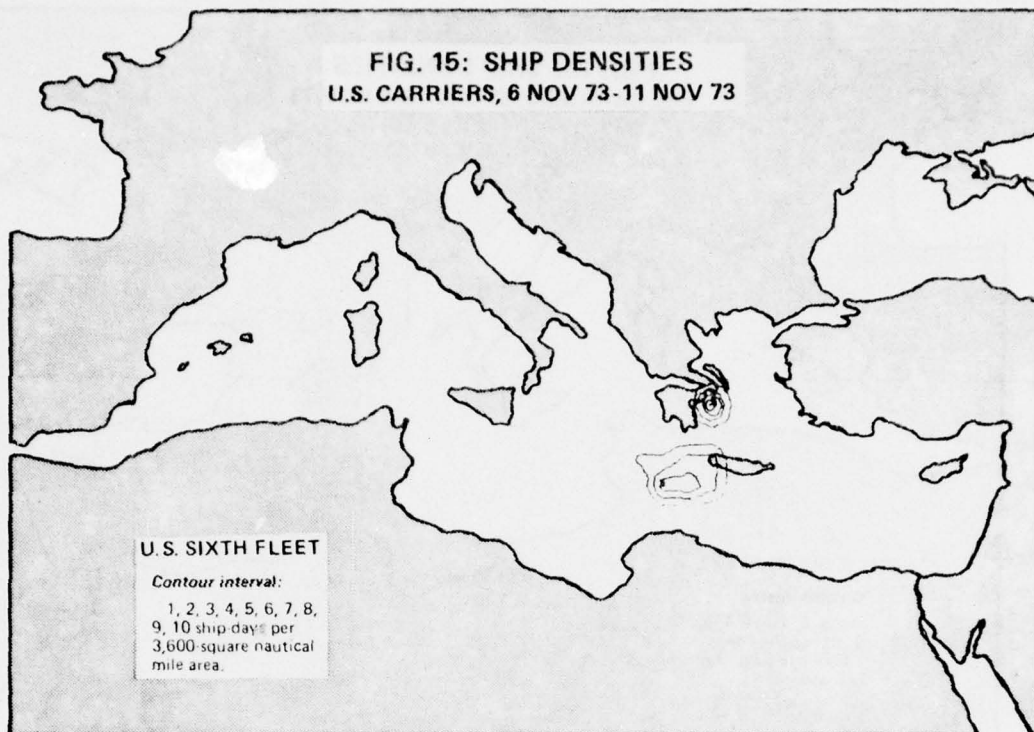 FIG. 15: SHIP DENSITIES
U.S. CARRIERS, 6 NOV 73-11 NOV 73
U.S. SIXTH FLEET
Contour interval:
1, 2, 3, 4, 5, 6, 7, 8,
9, 10 ship days per
3,600-square nautical
mile area.